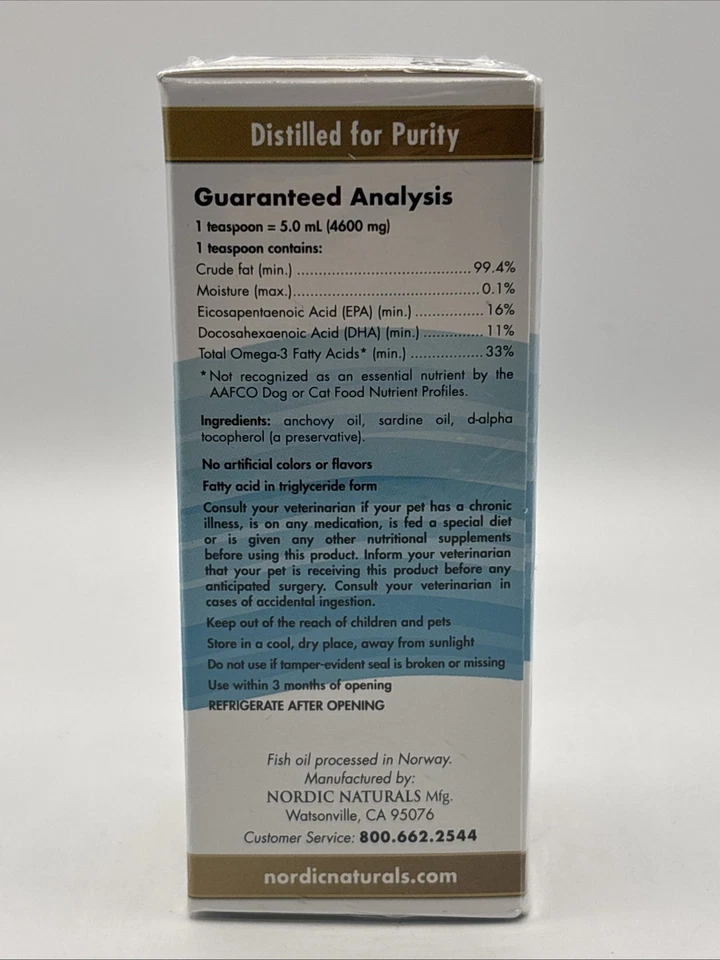 Distilled for Purity
Guaranteed Analysis
1 teaspoon = 5.0 mL (4600 mg)
1 teaspoon contains:
Crude fat (min.) ........................................ 99.4%
Moisture (max.)........................................... 0.1%
Eicosapentaenoic Acid (EPA) (min.) ................ 16%
Docosahexaenoic Acid (DHA) (min.) .............. 11%
Total Omega-3 Fatty Acids* (min.) ................. 33%
* Not recognized as an essential nutrient by the
AAFCO Dog or Cat Food Nutrient Profiles.
Ingredients: anchovy oil, sardine oil, d-alpha
tocopherol (a preservative).
No artificial colors or flavors
Fatty acid in triglyceride form
Consult your veterinarian if your pet has a chronic
illness, is on any medication, is fed a special diet
or is given any other nutritional supplements
before using this product. Inform your veterinarian
that your pet is receiving this product before any
anticipated surgery. Consult your veterinarian in
cases of accidental ingestion.
Keep out of the reach of children and pets
Store in a cool, dry place, away from sunlight
Do not use if tamper-evident seal is broken or missing
Use within 3 months of opening
REFRIGERATE AFTER OPENING
Fish oil processed in Norway.
Manufactured by:
NORDIC NATURALS Mfg.
Watsonville, CA 95076
Customer Service: 800.662.2544
nordicnaturals.com